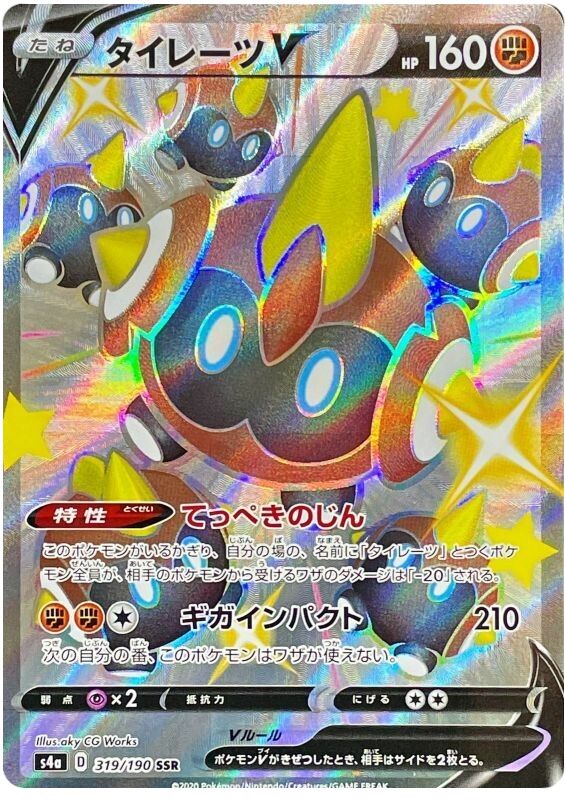 たね タイレーツV HP 160
特性 とくせい てっぺきのじん
このポケモンがいるかぎり、自分の場の、名前に「タイレーツ」とつくポケ
モン全員が、相手のポケモンから受けるワザのダメージは「-20」される。
ギガインパクト 210
次の自分の番、このポケモンはワザが使えない。
弱点 ×2 抵抗力 にげる
Illus. aky CG Works
Vルール
s4a D 319/190 SSR
ポケモンVがきぜつしたとき、相手はサイドを2枚とる。
©2020 Pokémon/Nintendo/Creatures/GAME FREAK